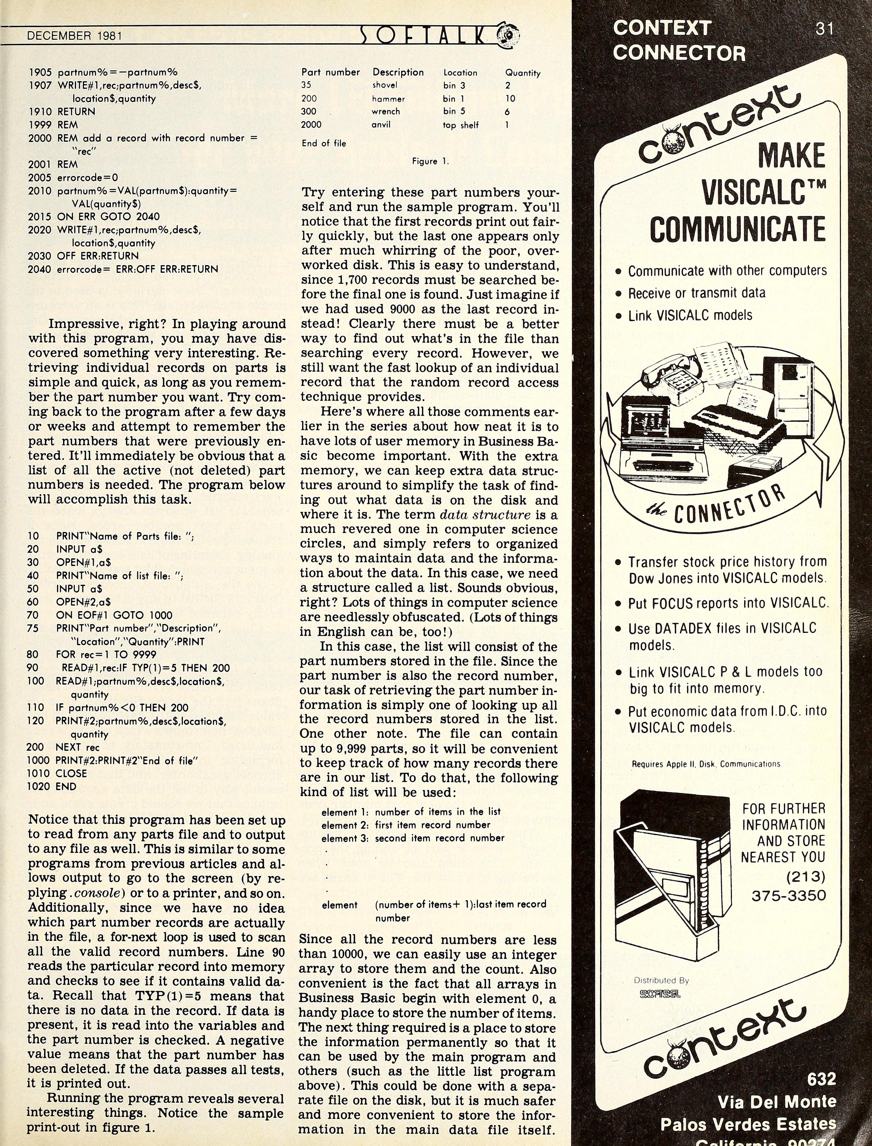 DECEMBER 1981
SOFTALK
1905 partnum%=−partnum%
1907 WRITE#1,rec;partnum%,desc$,
location$,quantity
1910 RETURN
1999 REM
2000 REM add a record with record number =
"rec"
2001 REM
2005 errorcode=0
2010 partnum%=VAL(partnum$):quantity=
VAL(quantity$)
2015 ON ERR GOTO 2040
2020 WRITE#1,rec;partnum%,desc$,
location$,quantity
2030 OFF ERR:RETURN
2040 errorcode= ERR:OFF ERR:RETURN
Impressive, right? In playing around
with this program, you may have dis-
covered something very interesting. Re-
trieving individual records on parts is
simple and quick, as long as you remem-
ber the part number you want. Try com-
ing back to the program after a few days
or weeks and attempt to remember the
part numbers that were previously en-
tered. It'll immediately be obvious that a
list of all the active (not deleted) part
numbers is needed. The program below
will accomplish this task.
10 PRINT"Name of Parts file: ";
20 INPUT a$
30 OPEN#1,a$
40 PRINT"Name of list file: ";
50 INPUT a$
60 OPEN#2,a$
70 ON EOF#1 GOTO 1000
75 PRINT"Part number","Description",
"Location","Quantity":PRINT
80 FOR rec=1 TO 9999
90 READ#1,rec:IF TYP(1)=5 THEN 200
100 READ#1;partnum%,desc$,location$,
quantity
110 IF partnum%<0 THEN 200
120 PRINT#2;partnum%,desc$,location$,
quantity
200 NEXT rec
1000 PRINT#2:PRINT#2"End of file"
1010 CLOSE
1020 END
Notice that this program has been set up
to read from any parts file and to output
to any file as well. This is similar to some
programs from previous articles and al-
lows output to go to the screen (by re-
plying .console) or to a printer, and so on.
Additionally, since we have no idea
which part number records are actually
in the file, a for-next loop is used to scan
all the valid record numbers. Line 90
reads the particular record into memory
and checks to see if it contains valid da-
ta. Recall that TYP(1)=5 means that
there is no data in the record. If data is
present, it is read into the variables and
the part number is checked. A negative
value means that the part number has
been deleted. If the data passes all tests,
it is printed out.
Running the program reveals several
interesting things. Notice the sample
print-out in figure 1.
Part number Description Location Quantity
35 shovel bin 3 2
200 hammer bin 1 10
300 wrench bin 5 6
2000 anvil top shelf 1
End of file
Figure 1.
Try entering these part numbers your-
self and run the sample program. You'll
notice that the first records print out fair-
ly quickly, but the last one appears only
after much whirring of the poor, over-
worked disk. This is easy to understand,
since 1,700 records must be searched be-
fore the final one is found. Just imagine if
we had used 9000 as the last record in-
stead! Clearly there must be a better
way to find out what's in the file than
searching every record. However, we
still want the fast lookup of an individual
record that the random record access
technique provides.
Here's where all those comments ear-
lier in the series about how neat it is to
have lots of user memory in Business Ba-
sic become important. With the extra
memory, we can keep extra data struc-
tures around to simplify the task of find-
ing out what data is on the disk and
where it is. The term data structure is a
much revered one in computer science
circles, and simply refers to organized
ways to maintain data and the informa-
tion about the data. In this case, we need
a structure called a list. Sounds obvious,
right? Lots of things in computer science
are needlessly obfuscated. (Lots of things
in English can be, too!)
In this case, the list will consist of the
part numbers stored in the file. Since the
part number is also the record number,
our task of retrieving the part number in-
formation is simply one of looking up all
the record numbers stored in the list.
One other note. The file can contain
up to 9,999 parts, so it will be convenient
to keep track of how many records there
are in our list. To do that, the following
kind of list will be used:
element 1: number of items in the list
element 2: first item record number
element 3: second item record number
.
.
.
.
element (number of items+ 1):last item record
number
Since all the record numbers are less
than 10000, we can easily use an integer
array to store them and the count. Also
convenient is the fact that all arrays in
Business Basic begin with element 0, a
handy place to store the number of items.
The next thing required is a place to store
the information permanently so that it
can be used by the main program and
others (such as the little list program
above). This could be done with a sepa-
rate file on the disk, but it is much safer
and more convenient to store the infor-
mation in the main data file itself.
CONTEXT 31
CONNECTOR
context
MAKE
VISICALC™
COMMUNICATE
• Communicate with other computers
• Receive or transmit data
• Link VISICALC models
the CONNECTOR
• Transfer stock price history from
Dow Jones into VISICALC models.
• Put FOCUS reports into VISICALC.
• Use DATADEX files in VISICALC
models.
• Link VISICALC P & L models too
big to fit into memory.
• Put economic data from I.D.C. into
VISICALC models.
Requires Apple II, Disk, Communications
FOR FURTHER
INFORMATION
AND STORE
NEAREST YOU
(213)
375-3350
Distributed By
context
632
Via Del Monte
Palos Verdes Estates
California 90274